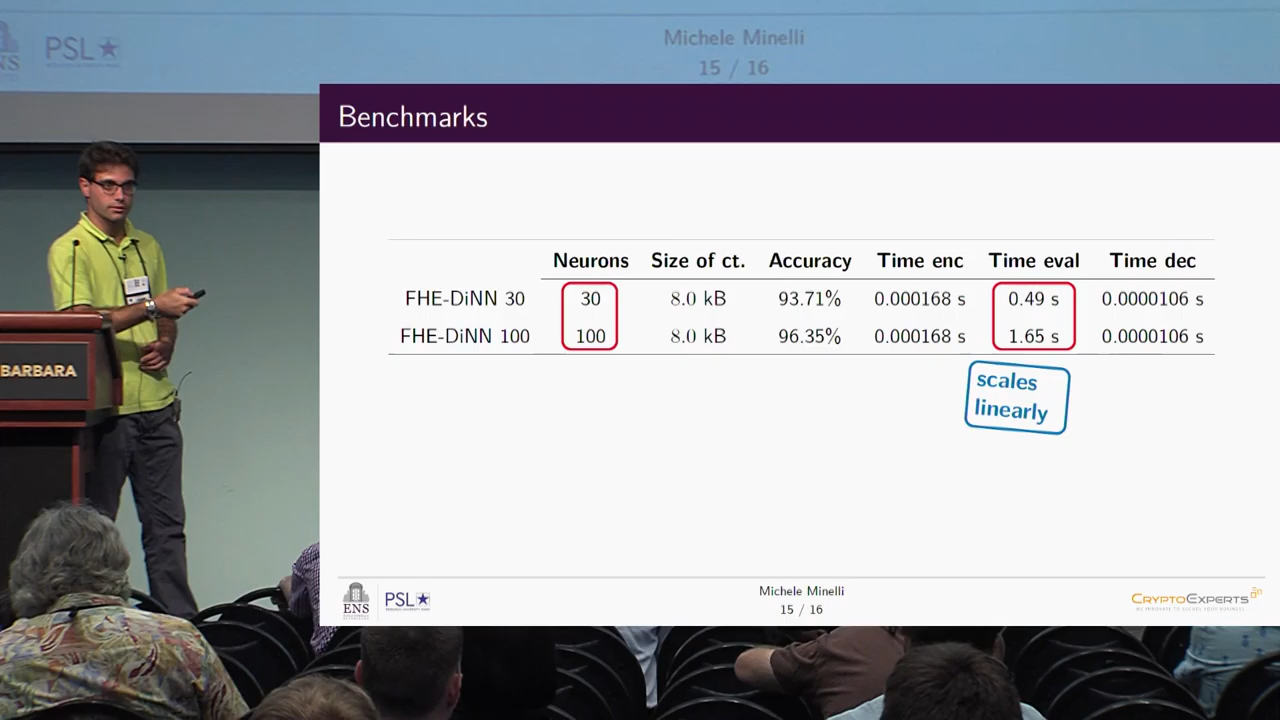 NS PSL★
Michele Minelli
15 / 16
Benchmarks
Neurons Size of ct. Accuracy Time enc Time eval Time dec
FHE-DiNN 30 30 8.0 kB 93.71% 0.000168 s 0.49 s 0.0000106 s
FHE-DiNN 100 100 8.0 kB 96.35% 0.000168 s 1.65 s 0.0000106 s
scales
linearly
BARBARA
ENS PSL★
Michele Minelli
15 / 16
CRYPTOEXPERTS